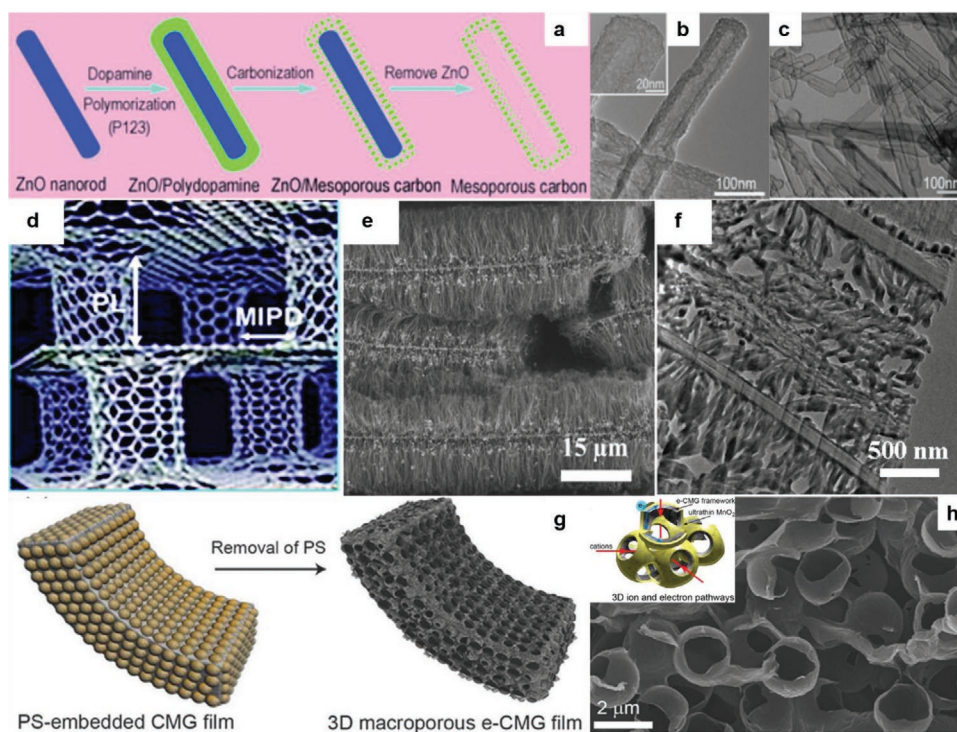 a
Dopamine
Polymorization
(P123)
Carbonization
Remove ZnO
ZnO nanorod
ZnO/Polydopamine
ZnO/Mesoporous carbon
Mesoporous carbon
b
20nm
100nm
c
100nm
d
PL
MIPD
e
15 μm
f
500 nm
g
Removal of PS
PS-embedded CMG film
3D macroporous e-CMG film
e-CMG framework
ultrathin MnO₂
cations
3D ion and electron pathways
h
2 μm